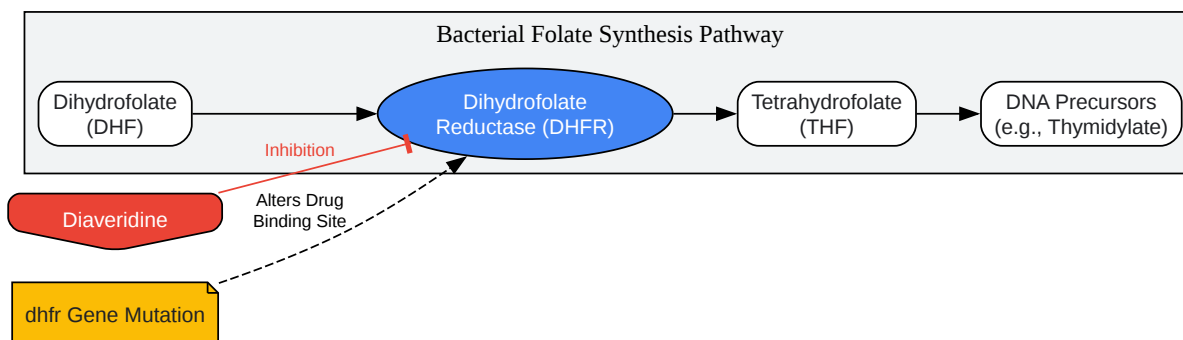 Bacterial Folate Synthesis Pathway
Dihydrofolate
(DHF)
Dihydrofolate
Reductase (DHFR)
Tetrahydrofolate
(THF)
DNA Precursors
(e.g., Thymidylate)
Inhibition
Diaveridine
Alters Drug
Binding Site
dhfr Gene Mutation